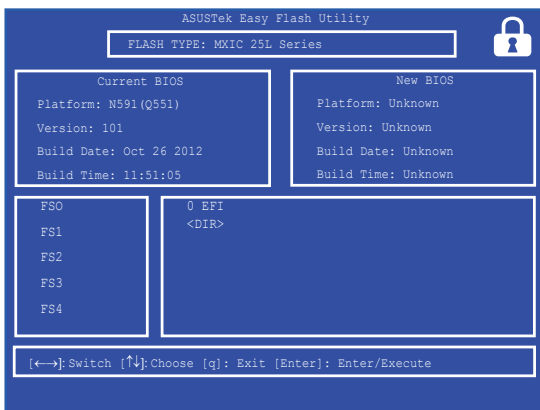 ASUSTek Easy Flash Utility
FLASH TYPE: MXIC 25L Series
Current BIOS
Platform: N591(Q551)
Version: 101
Build Date: Oct 26 2012
Build Time: 11:51:05
New BIOS
Platform: Unknown
Version: Unknown
Build Date: Unknown
Build Time: Unknown
FSO
FS1
FS2
FS3
FS4
0 EFI
<DIR>
[←→]: Switch [↑↓]: Choose [q]: Exit [Enter]: Enter/Execute